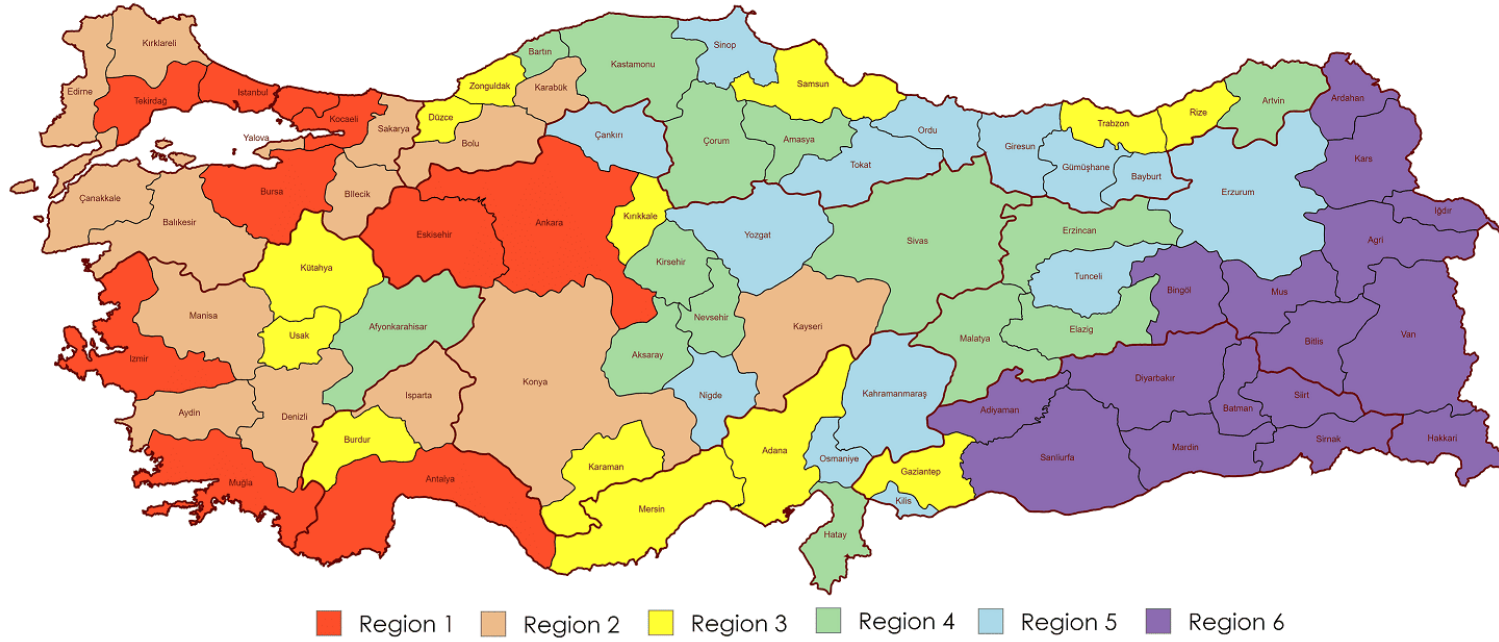 Kırklareli
Edirne
Tekirdağ
Istanbul
Kocaeli
Yalova
Sakarya
Düzce
Zonguldak
Bartın
Karabük
Kastamonu
Sinop
Samsun
Bolu
Çankırı
Çorum
Amasya
Ordu
Tokat
Giresun
Gümüşhane
Trabzon
Bayburt
Rize
Artvin
Ardahan
Kars
Erzurum
Iğdır
Agri
Çanakkale
Balıkesir
Bursa
Bİlecik
Eskisehir
Ankara
Kırıkkale
Yozgat
Sivas
Erzincan
Tunceli
Bingöl
Mus
Van
Kütahya
Kirsehir
Manisa
Usak
Afyonkarahisar
Nevsehir
Kayseri
Malatya
Elazig
Bitlis
Izmir
Aksaray
Konya
Isparta
Nigde
Kahramanmaraş
Diyarbakır
Siirt
Batman
Adiyaman
Aydin
Denizli
Burdur
Karaman
Adana
Osmaniye
Gaziantep
Sanlıurfa
Mardin
Sirnak
Hakkari
Muğla
Antalya
Mersin
Kilis
Hatay
Region 1
Region 2
Region 3
Region 4
Region 5
Region 6